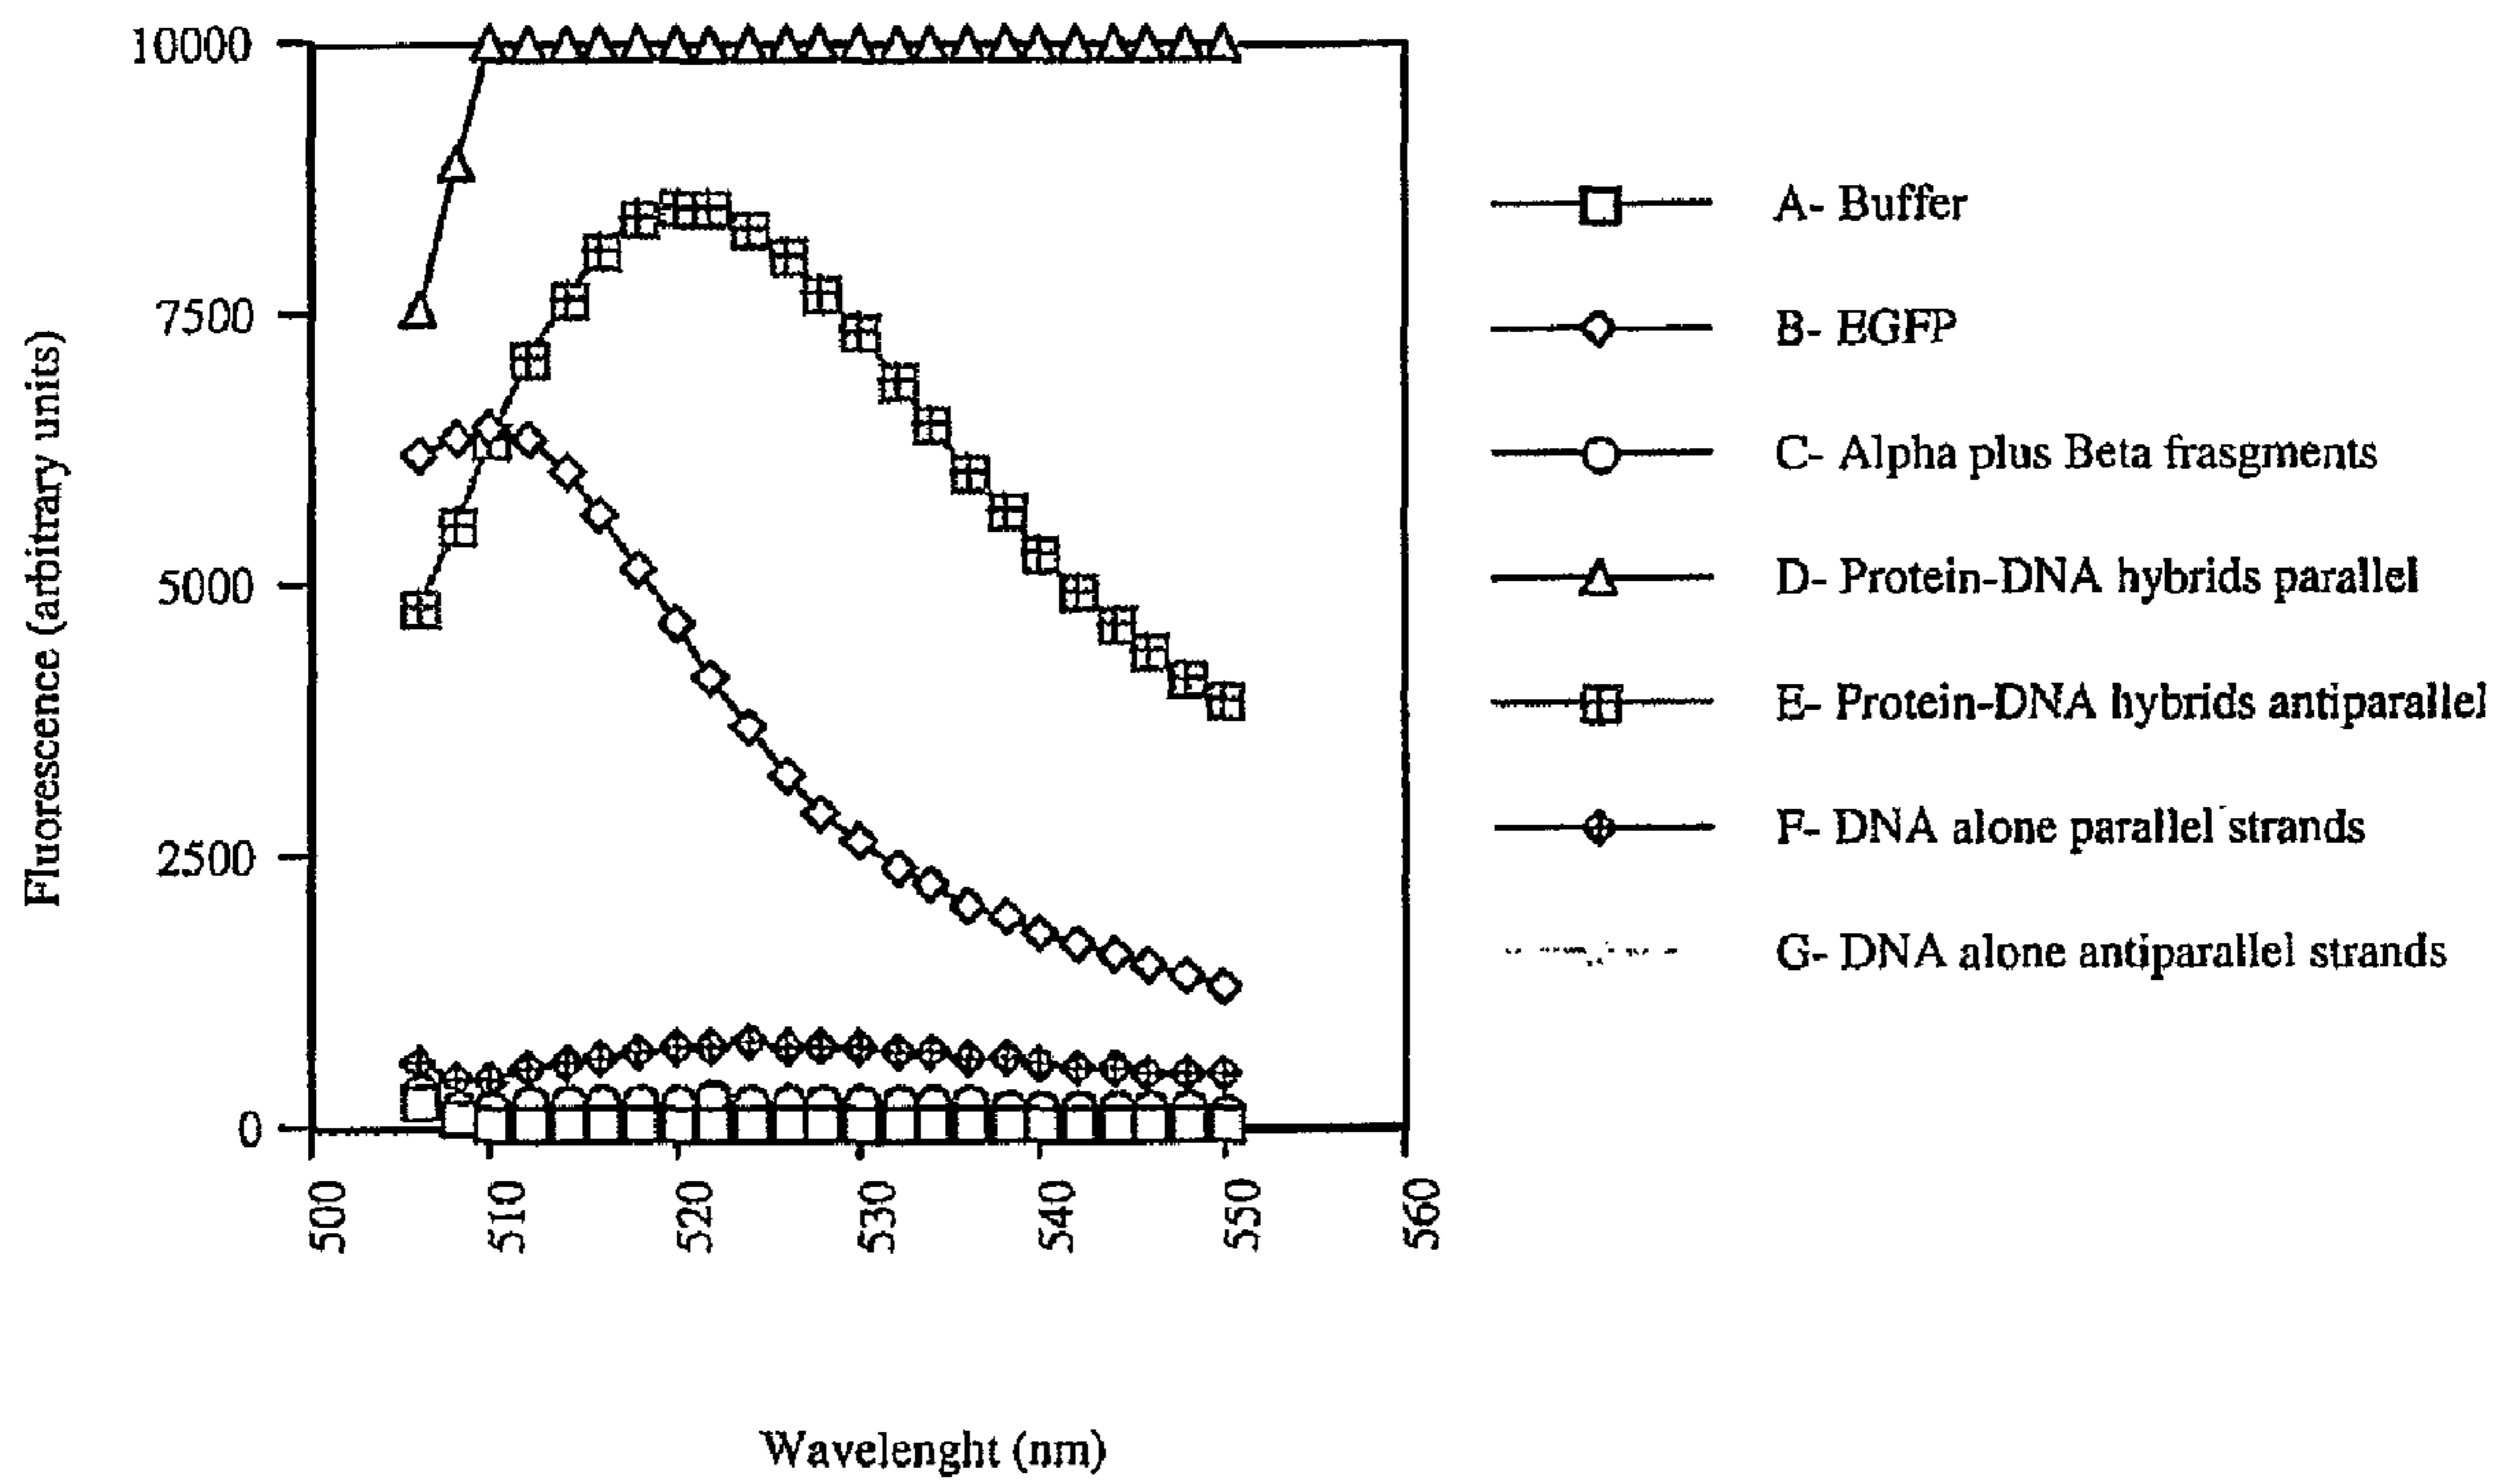 10000
7500
5000
2500
0
Fluorescence (arbitrary units)
500
510
520
530
540
550
560
Wavelenght (nm)
A- Buffer
B- EGFP
C- Alpha plus Beta frasgments
D- Protein-DNA hybrids parallel
E- Protein-DNA hybrids antiparallel
F- DNA alone parallel strands
G- DNA alone antiparallel strands